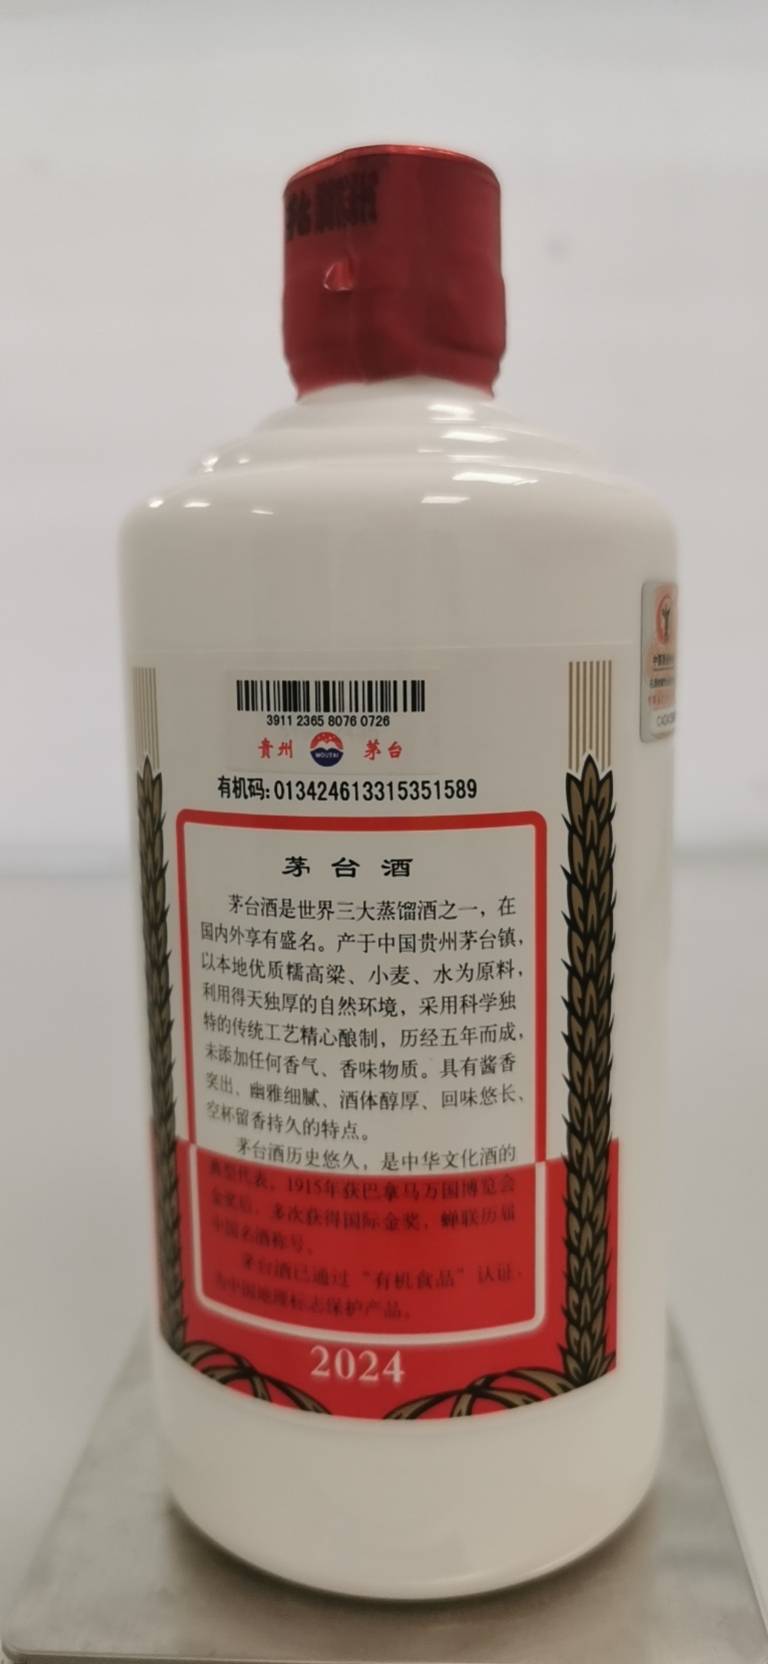 3911 2365 8076 0726
貴州 MOUTAI 茅台
有机码:013424613315351589
茅台酒
茅台酒是世界三大蒸馏酒之一，在
国内外享有盛名。产于中国贵州茅台镇，
以本地优质糯高粱、小麦、水为原料，
利用得天独厚的自然环境，采用科学独
特的传统工艺精心酿制，历经五年而成，
未添加任何香气、香味物质。具有酱香
突出、幽雅细腻、酒体醇厚、回味悠长、
空杯留香持久的特点。
茅台酒历史悠久，是中华文化酒的
典型代表。1915年获巴拿马万国博览会
金奖后，多次获得国际金奖，蝉联历届
中国名酒称号。
茅台酒已通过“有机食品”认证，
为中国地理标志保护产品。
2024